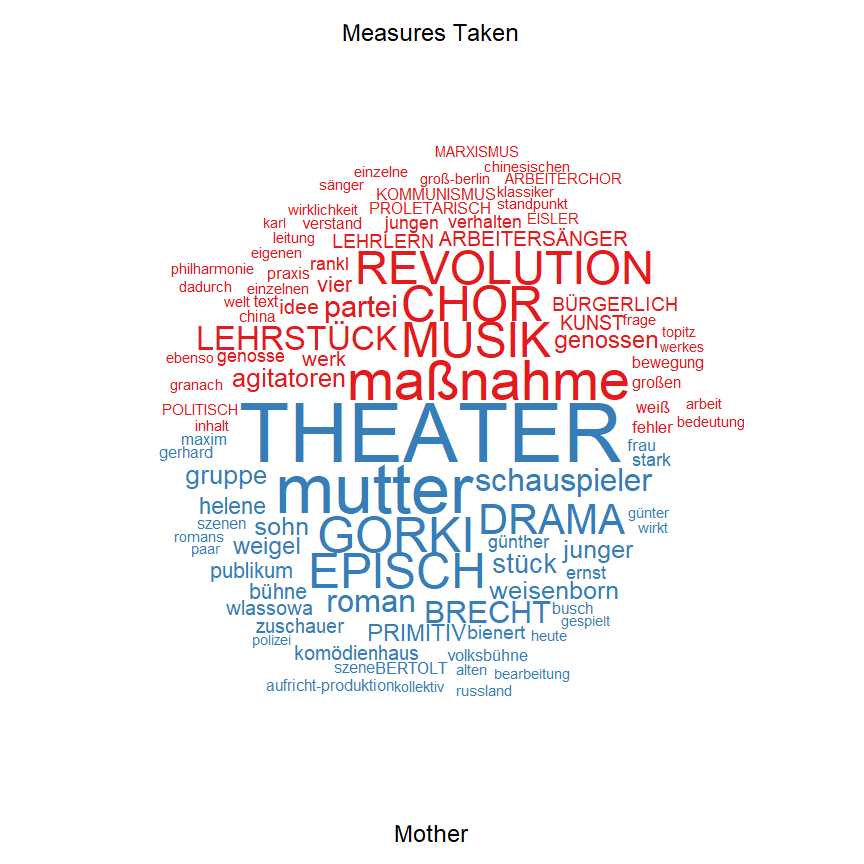 Measures Taken
MARXISMUS
chinesischen
einzelne
groß-berlin
ARBEITERCHOR
sänger
KOMMUNISMUS
klassiker
standpunkt
wirklichkeit
PROLETARISCH
karl
verstand
jungen
verhalten
EISLER
leitung
LEHRLERN
ARBEITERSÄNGER
eigenen
philharmonie
praxis
rankl
REVOLUTION
dadurch
einzelnen
vier
welt
text
idee
partei
CHOR
BÜRGERLICH
china
KUNST
frage
LEHRSTÜCK
MUSIK
genossen
topitz
werkes
ebenso
genosse
werk
bewegung
granach
agitatoren
maßnahme
großen
POLITISCH
weiß
arbeit
inhalt
fehler
bedeutung
maxim
THEATER
frau
gerhard
stark
gruppe
mutter
schauspieler
helene
günter
szenen
sohn
GORKI
DRAMA
wirkt
romans
paar
weigel
günther
junger
publikum
EPISCH
stück
ernst
bühne
weisenborn
wlassowa
roman
BRECHT
busch
gespielt
zuschauer
PRIMITIV
bienert
heute
polizei
komödienhaus
volksbühne
szene
BERTOLT
alten
bearbeitung
aufricht-produktion
kollektiv
russland
Mother